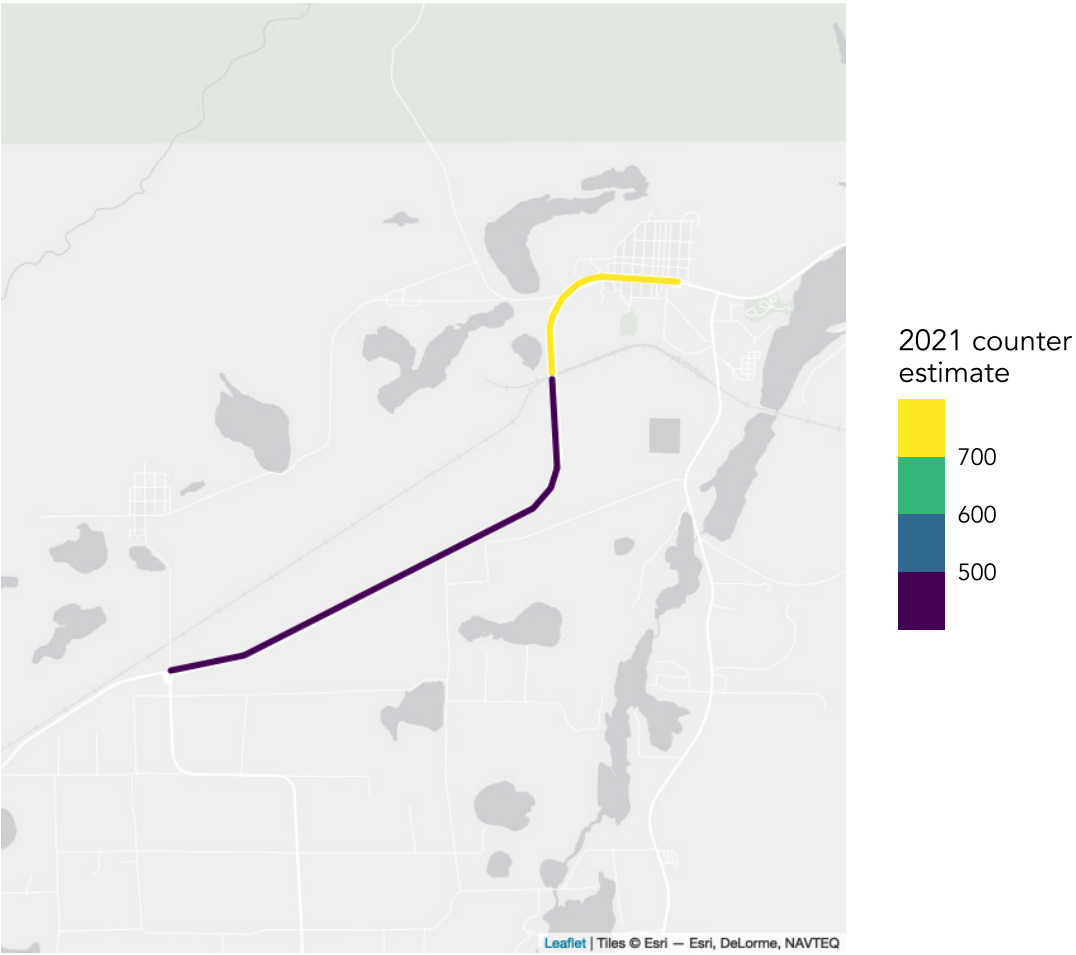 2021 counter
estimate
700
600
500
Leaflet | Tiles © Esri — Esri, DeLorme, NAVTEQ